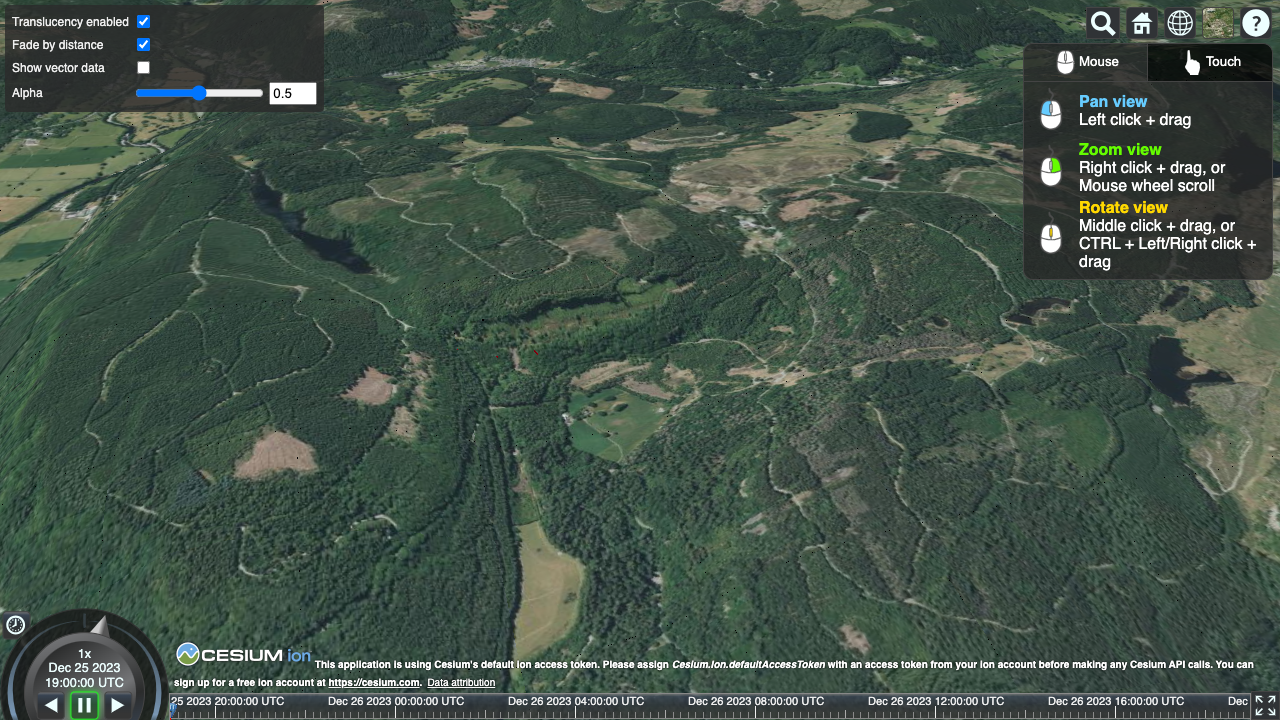 Translucency enabled
Fade by distance
Show vector data
Alpha
0.5
?
Mouse
Touch
Pan view
Left click + drag
Zoom view
Right click + drag, or
Mouse wheel scroll
Rotate view
Middle click + drag, or
CTRL + Left/Right click +
drag
1x
Dec 25 2023
19:00:00 UTC
CESIUM ion This application is using Cesium's default ion access token. Please assign Cesium.Ion.defaultAccessToken with an access token from your ion account before making any Cesium API calls. You can
sign up for a free ion account at https://cesium.com. Data attribution
25 2023 20:00:00 UTC
Dec 26 2023 00:00:00 UTC
Dec 26 2023 04:00:00 UTC
Dec 26 2023 08:00:00 UTC
Dec 26 2023 12:00:00 UTC
Dec 26 2023 16:00:00 UTC
Dec